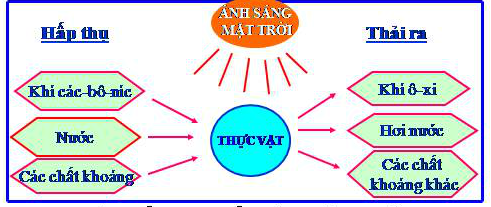 Hấp thụ
ÁNH SÁNG
MẶT TRỜI
Thải ra
Khí các-bô-níc
Nước
Các chất khoáng
THỰC VẬT
Khí ô-xi
Hơi nước
Các chất
khoáng khác